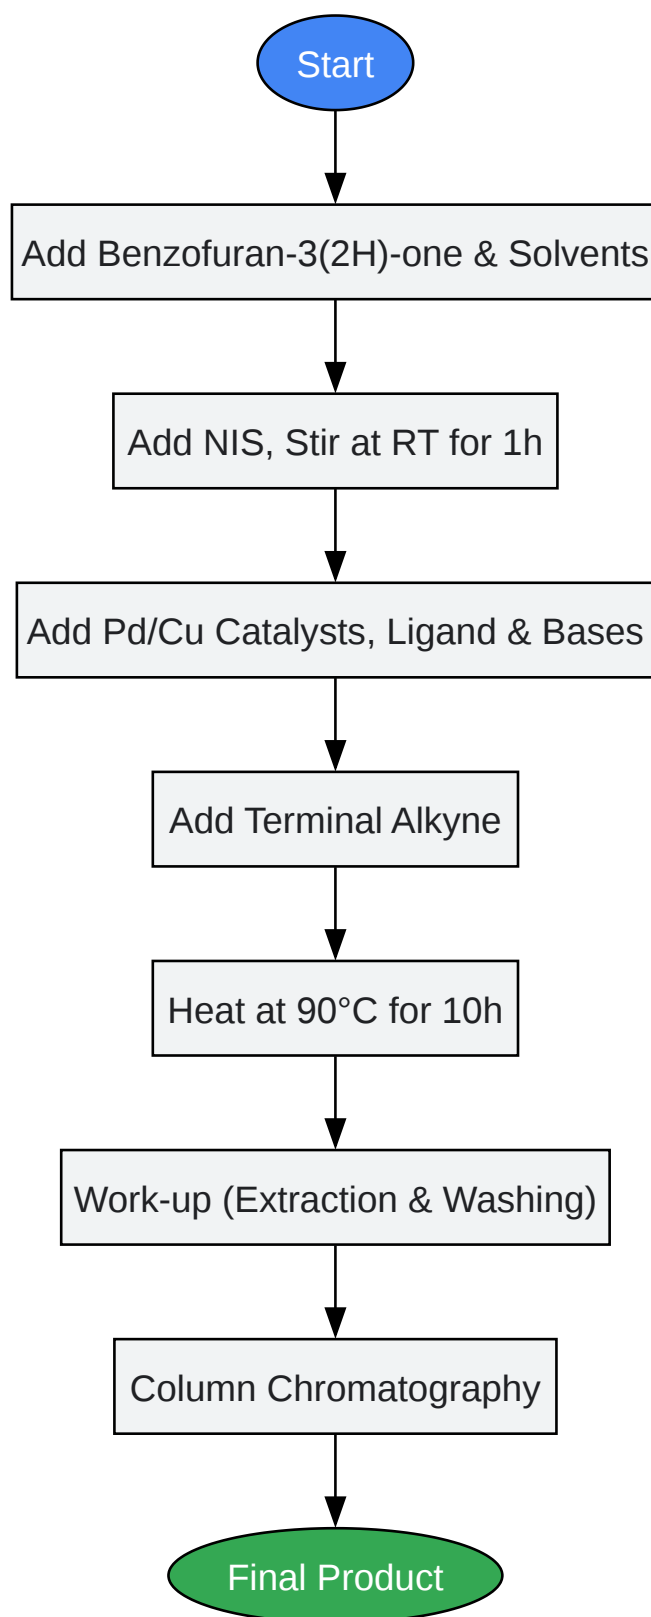 Start
Add Benzofuran-3(2H)-one & Solvents
Add NIS, Stir at RT for 1h
Add Pd/Cu Catalysts, Ligand & Bases
Add Terminal Alkyne
Heat at 90°C for 10h
Work-up (Extraction & Washing)
Column Chromatography
Final Product